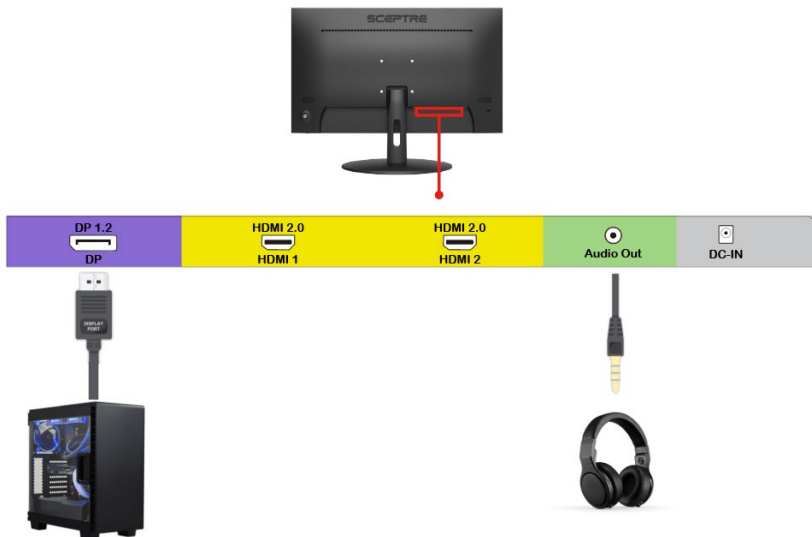 SCEPTRE
DP 1.2
DP
HDMI 2.0
HDMI 1
HDMI 2.0
HDMI 2
Audio Out
DC-IN
DISPLAY
PORT